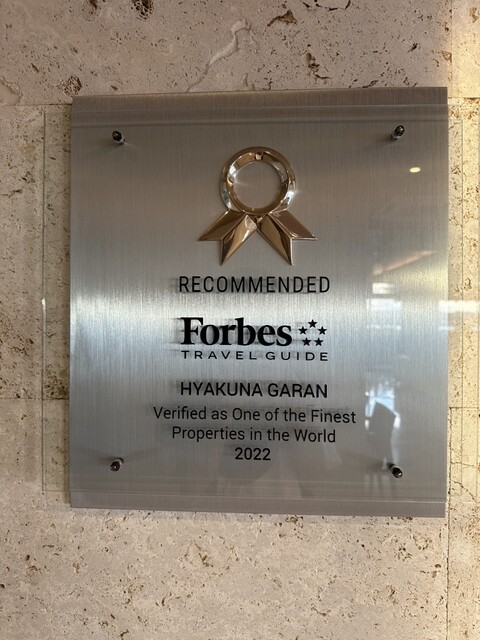 RECOMMENDED
Forbes
TRAVEL GUIDE
HYAKUNA GARAN
Verified as One of the Finest
Properties in the World
2022